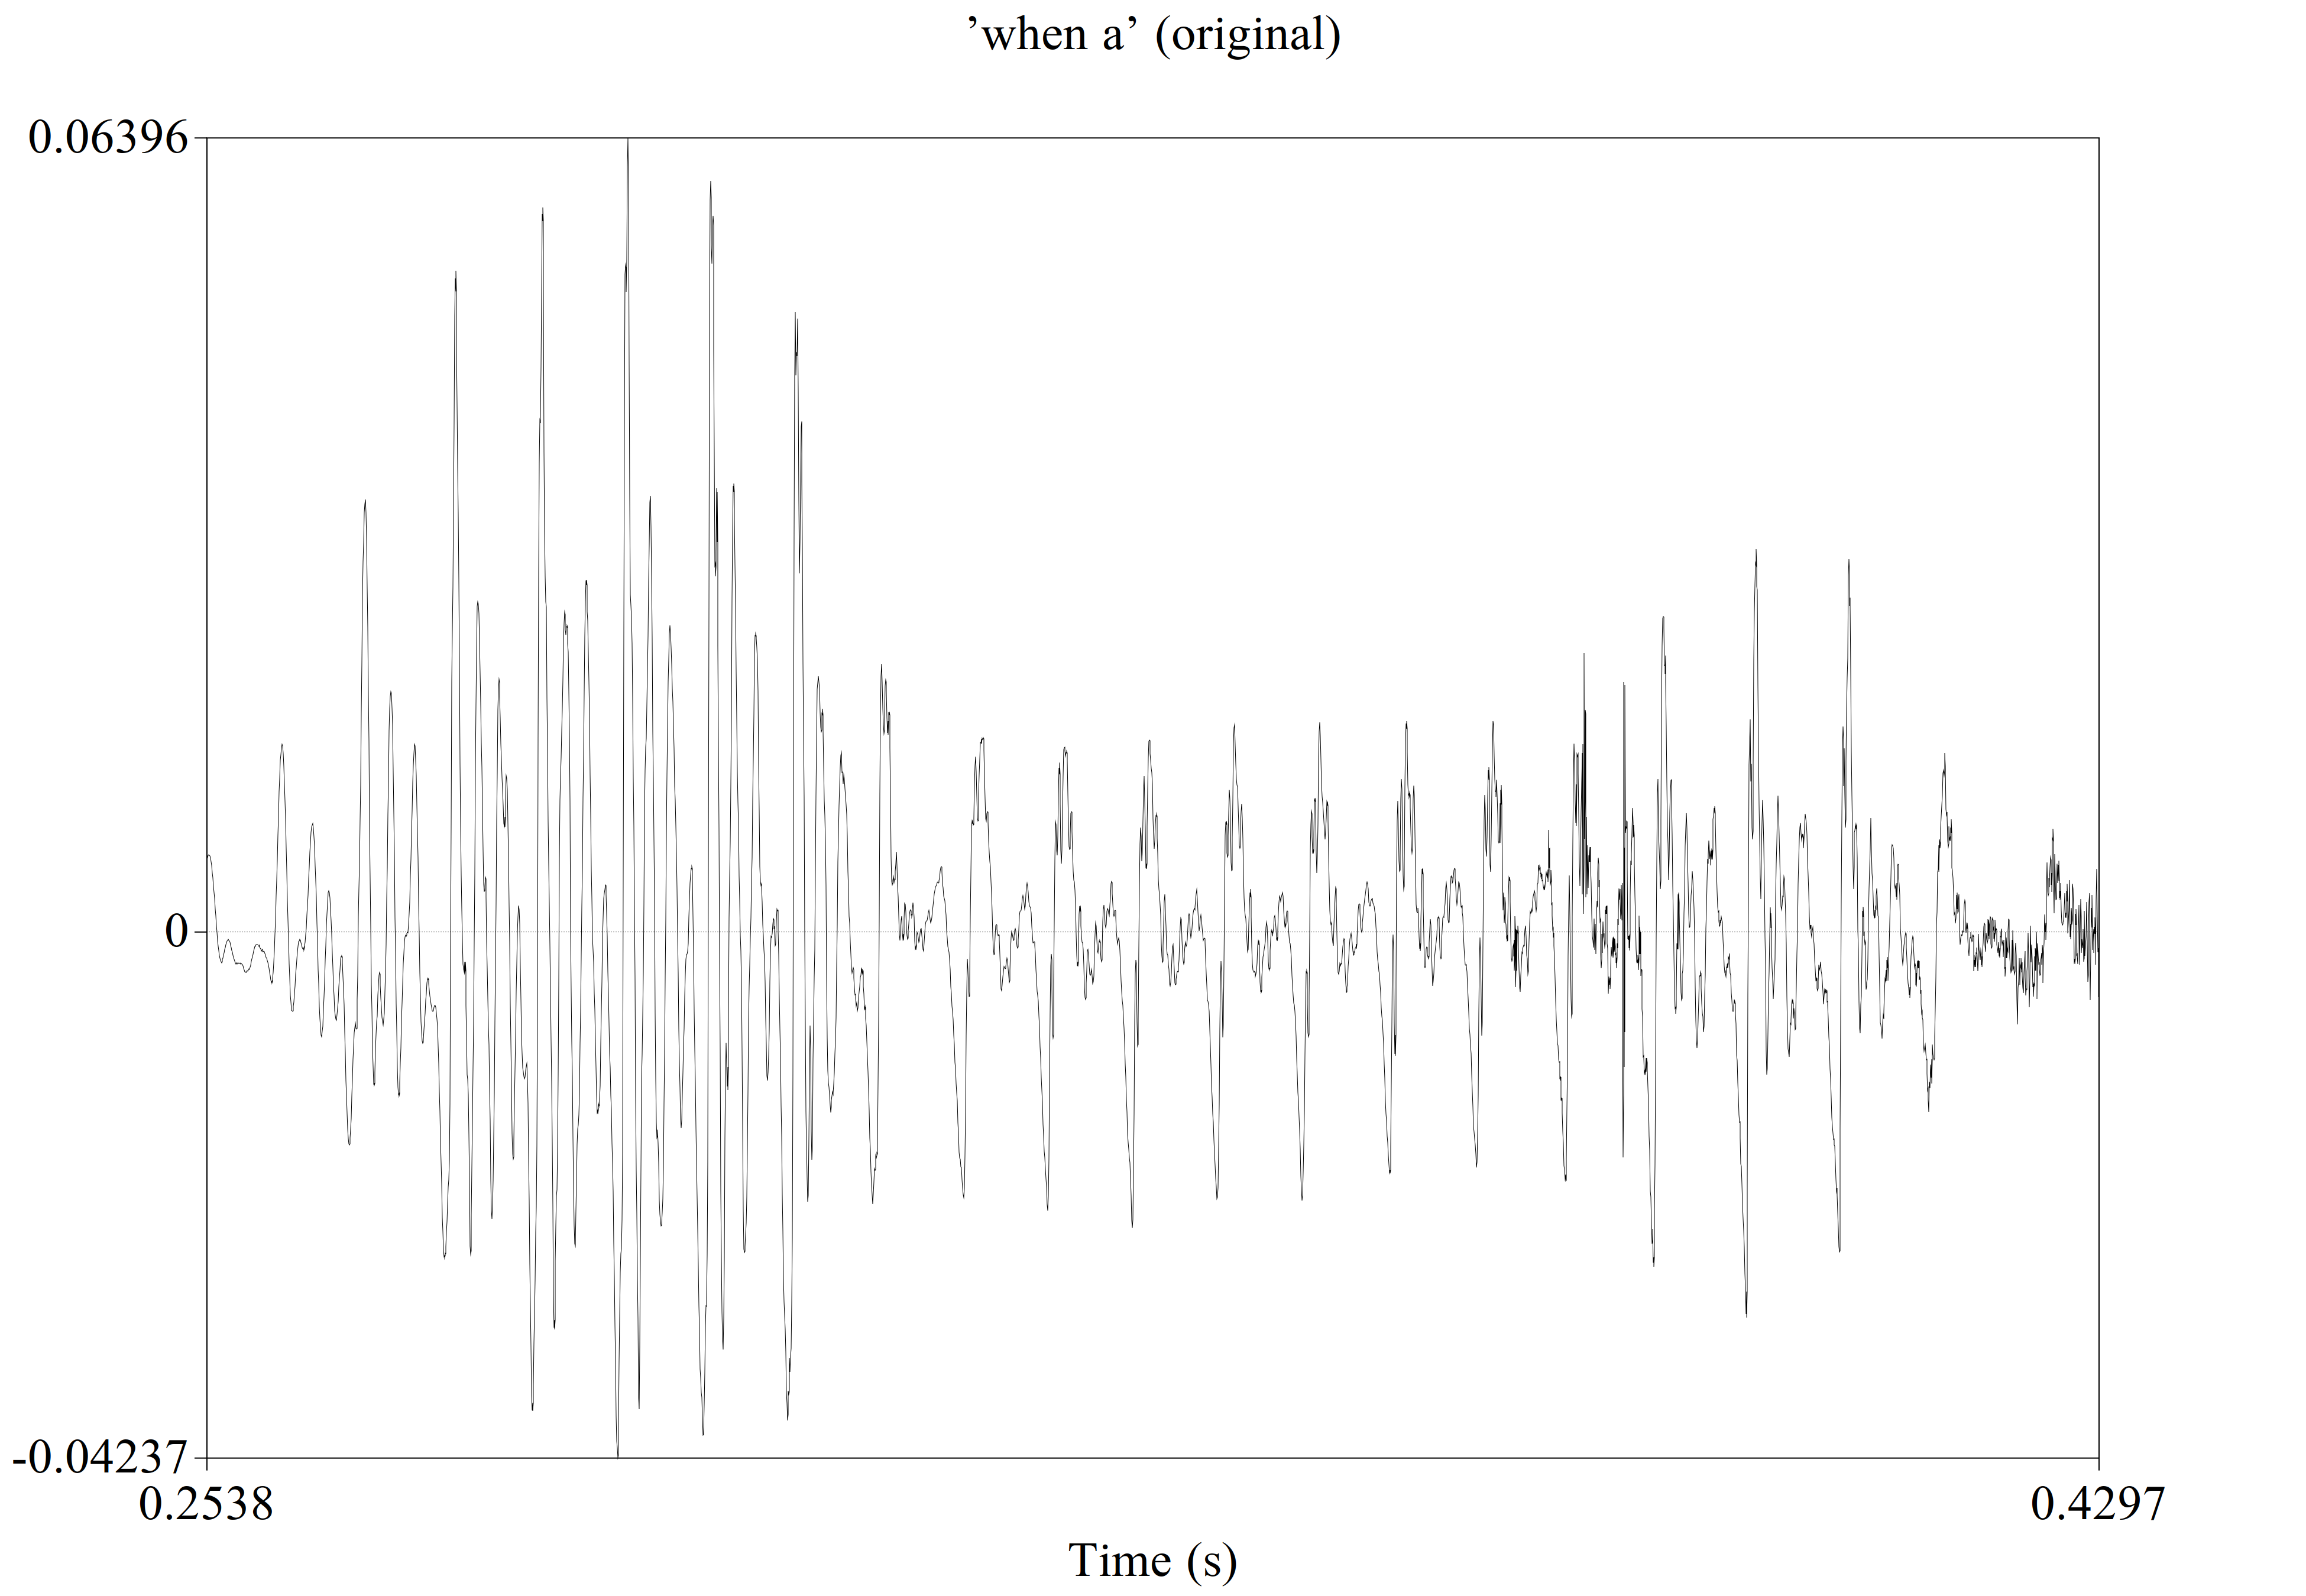 ’when a’ (original)
0.06396
0
-0.04237
0.2538
0.4297
Time (s)